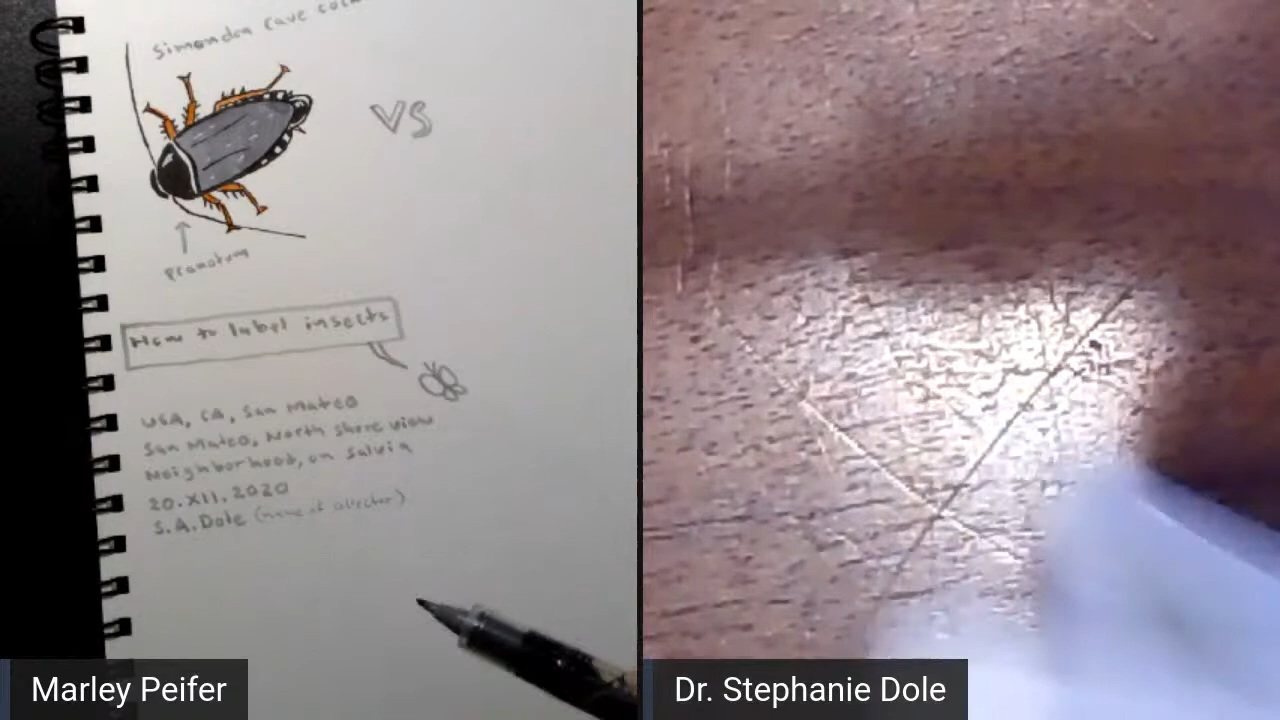 simondon cave
VS
pronotum
How to label insects
USA, CA, San Mateo
San Mateo, North shore view
Neighborhood, on salvia
20.XII.2020
S.A.Dole (name of collector)
Marley Peifer
Dr. Stephanie Dole